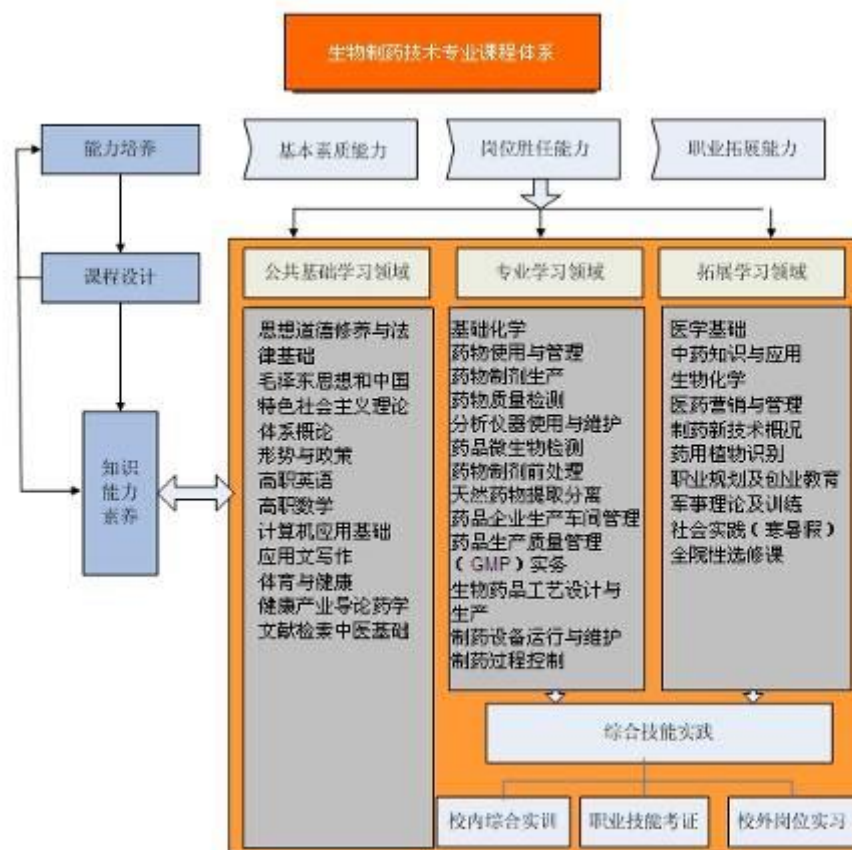 生物制药技术专业课程体系
能力培养
基本素质能力
岗位胜任能力
职业拓展能力
课程设计
知识
能力
素养
公共基础学习领域
思想道德修养与法
律基础
毛泽东思想和中国
特色社会主义理论
体系概论
形势与政策
高职英语
高职数学
计算机应用基础
应用文写作
体育与健康
健康产业导论药学
文献检索中医基础
专业学习领域
基础化学
药物使用与管理
药物制剂生产
药物质量检测
分析仪器使用与维护
药品微生物检测
药物制剂前处理
天然药物提取分离
药品企业生产车间管理
药品生产质量管理
（GMP）实务
生物药品工艺设计与
生产
制药设备运行与维护
制药过程控制
拓展学习领域
医学基础
中药知识与应用
生物化学
医药营销与管理
制药新技术概况
药用植物识别
职业规划及创业教育
军事理论及训练
社会实践（寒暑假）
全院性选修课
综合技能实践
校内综合实训
职业技能考证
校外岗位实习